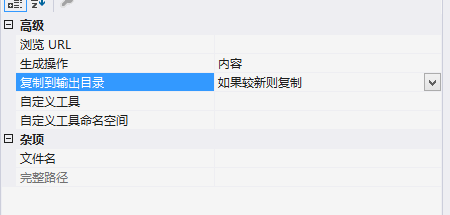 高级
浏览 URL
生成操作 内容
复制到输出目录 如果较新则复制
自定义工具
自定义工具命名空间
杂项
文件名
完整路径